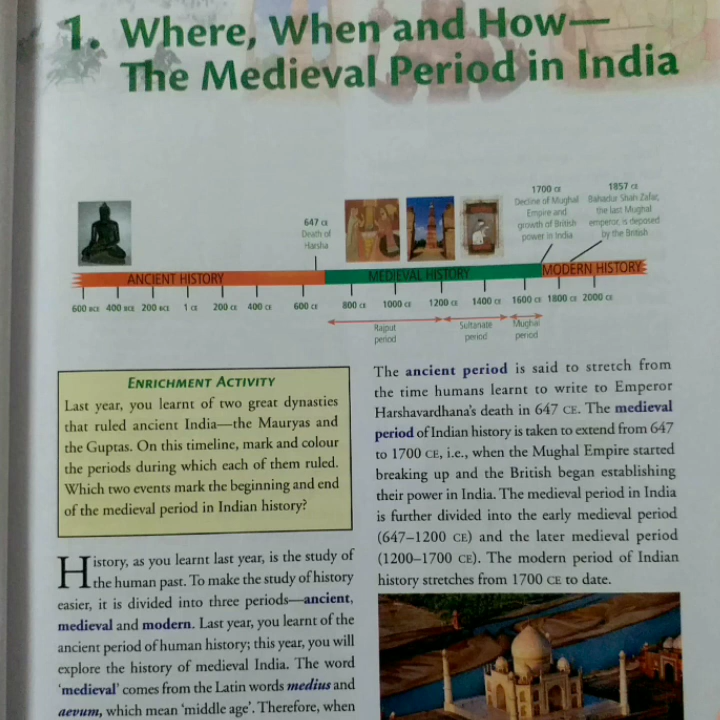 1. Where, When and How—
The Medieval Period in India
647 CE
Death of
Harsha
1700 CE
Decline of Mughal
Empire and
growth of British
power in India
1857 CE
Bahadur Shah Zafar,
the last Mughal
emperor, is deposed
by the British
ANCIENT HISTORY
MEDIEVAL HISTORY
MODERN HISTORY
600 BCE 400 BCE 200 BCE 1 CE 200 CE 400 CE 600 CE 800 CE 1000 CE 1200 CE 1400 CE 1600 CE 1800 CE 2000 CE
Rajput
period
Sultanate
period
Mughal
period
ENRICHMENT ACTIVITY
Last year, you learnt of two great dynasties
that ruled ancient India—the Mauryas and
the Guptas. On this timeline, mark and colour
the periods during which each of them ruled.
Which two events mark the beginning and end
of the medieval period in Indian history?
History, as you learnt last year, is the study of
the human past. To make the study of history
easier, it is divided into three periods—ancient,
medieval and modern. Last year, you learnt of the
ancient period of human history; this year, you will
explore the history of medieval India. The word
'medieval' comes from the Latin words medius and
aevum, which mean 'middle age'. Therefore, when
The ancient period is said to stretch from
the time humans learnt to write to Emperor
Harshavardhana's death in 647 CE. The medieval
period of Indian history is taken to extend from 647
to 1700 CE, i.e., when the Mughal Empire started
breaking up and the British began establishing
their power in India. The medieval period in India
is further divided into the early medieval period
(647–1200 CE) and the later medieval period
(1200–1700 CE). The modern period of Indian
history stretches from 1700 CE to date.